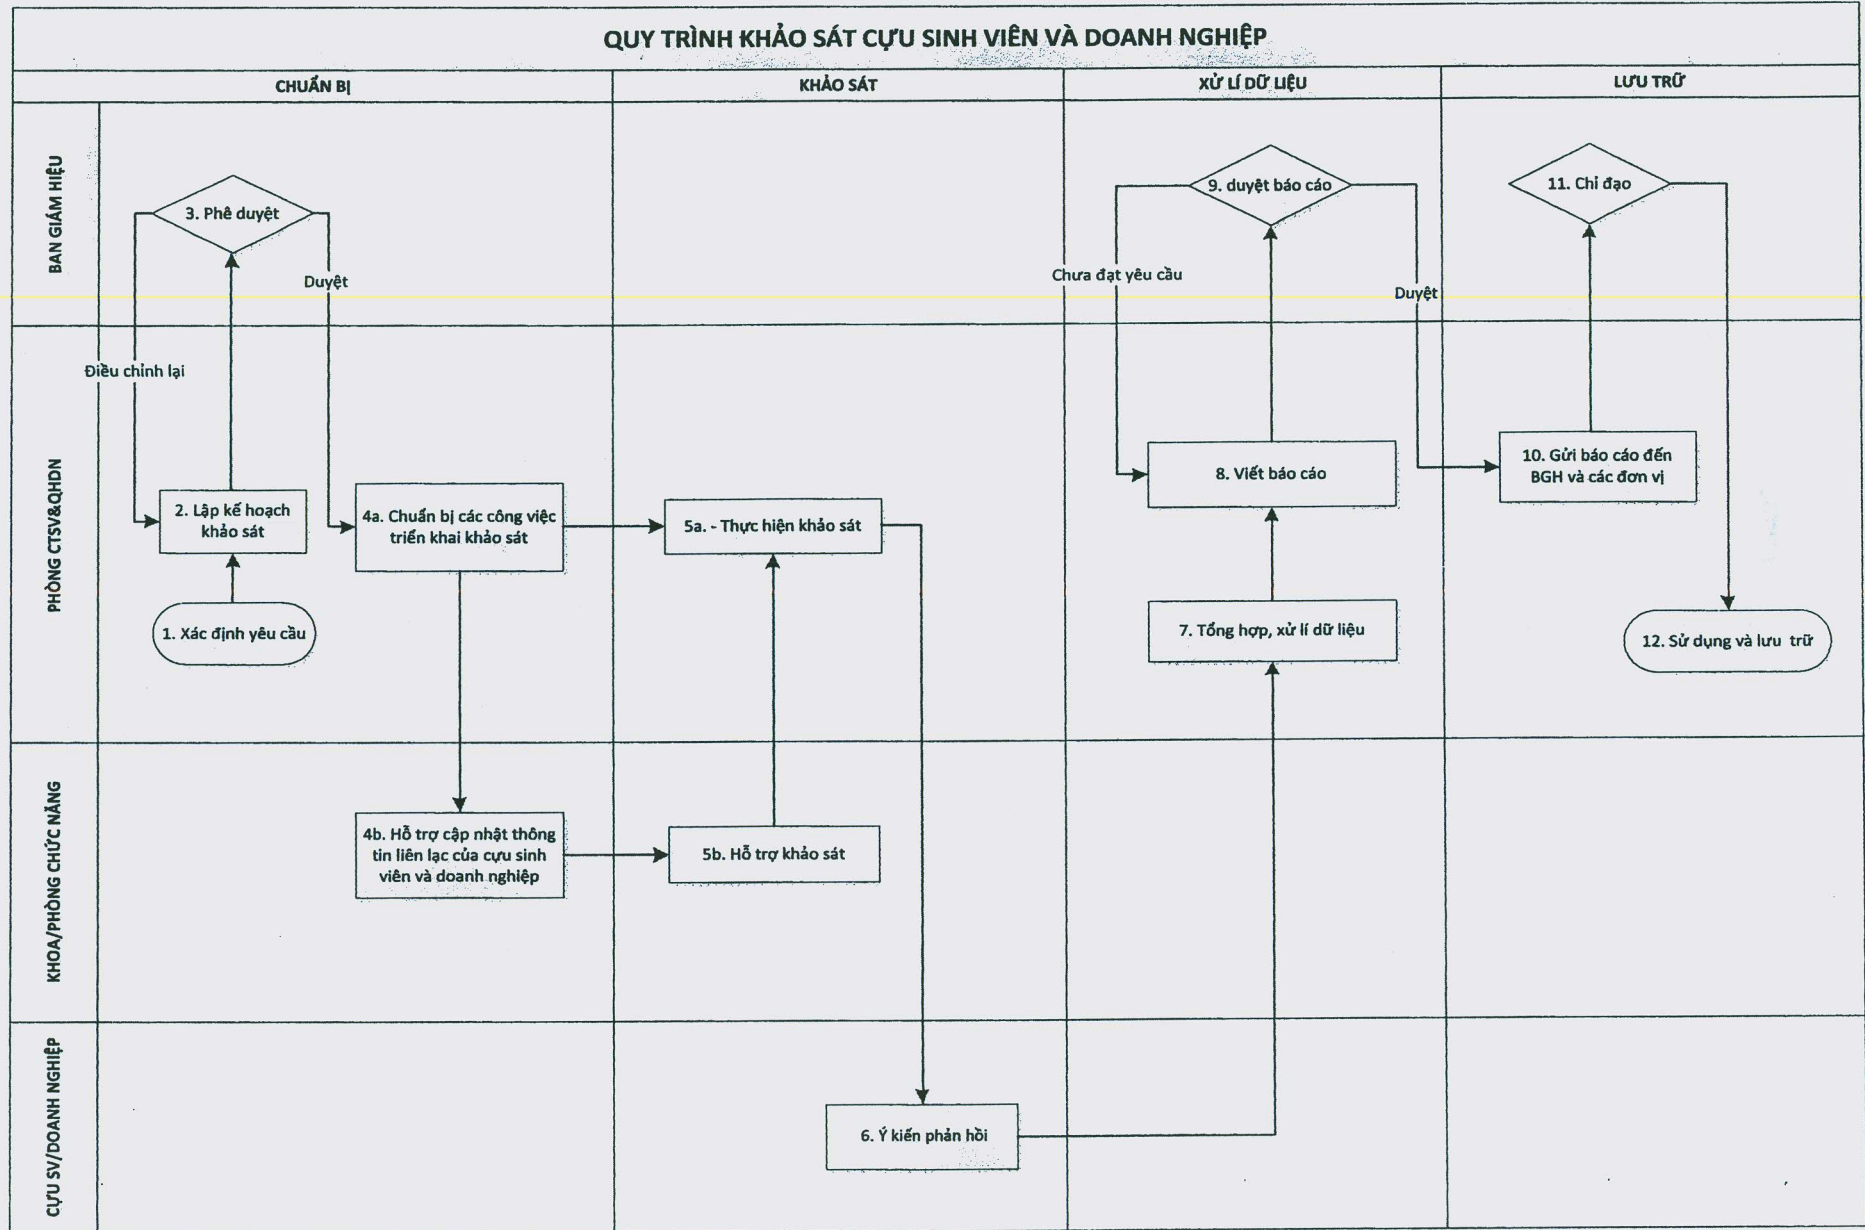 QUY TRÌNH KHẢO SÁT CỰU SINH VIÊN VÀ DOANH NGHIỆP
CHUẨN BỊ
KHẢO SÁT
XỬ LÍ DỮ LIỆU
LƯU TRỮ
BAN GIÁM HIỆU
3. Phê duyệt
Duyệt
9. duyệt báo cáo
Chưa đạt yêu cầu
Duyệt
11. Chỉ đạo
PHÒNG CTSV&QHDN
Điều chỉnh lại
2. Lập kế hoạch
khảo sát
1. Xác định yêu cầu
4a. Chuẩn bị các công việc
triển khai khảo sát
5a. - Thực hiện khảo sát
8. Viết báo cáo
7. Tổng hợp, xử lí dữ liệu
10. Gửi báo cáo đến
BGH và các đơn vị
12. Sử dụng và lưu trữ
KHOA/PHÒNG CHỨC NĂNG
4b. Hỗ trợ cập nhật thông
tin liên lạc của cựu sinh
viên và doanh nghiệp
5b. Hỗ trợ khảo sát
CỰU SV/DOANH NGHIỆP
6. Ý kiến phản hồi